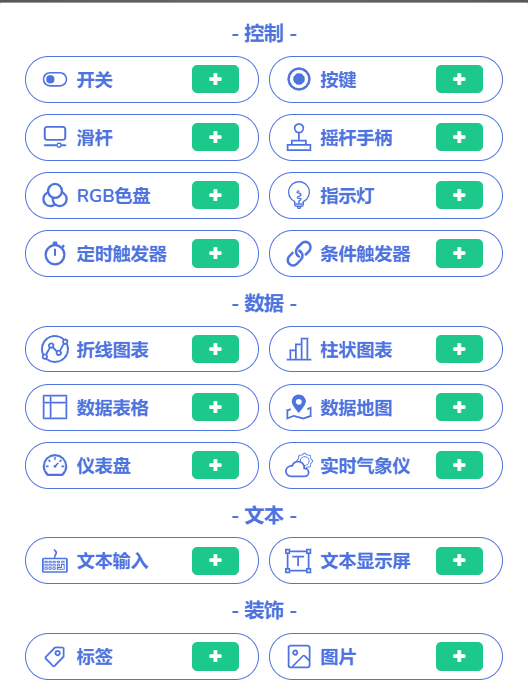 - 控制 -
开关
按键
滑杆
摇杆手柄
RGB色盘
指示灯
定时触发器
条件触发器
- 数据 -
折线图表
柱状图表
数据表格
数据地图
仪表盘
实时气象仪
- 文本 -
文本输入
文本显示屏
- 装饰 -
标签
图片